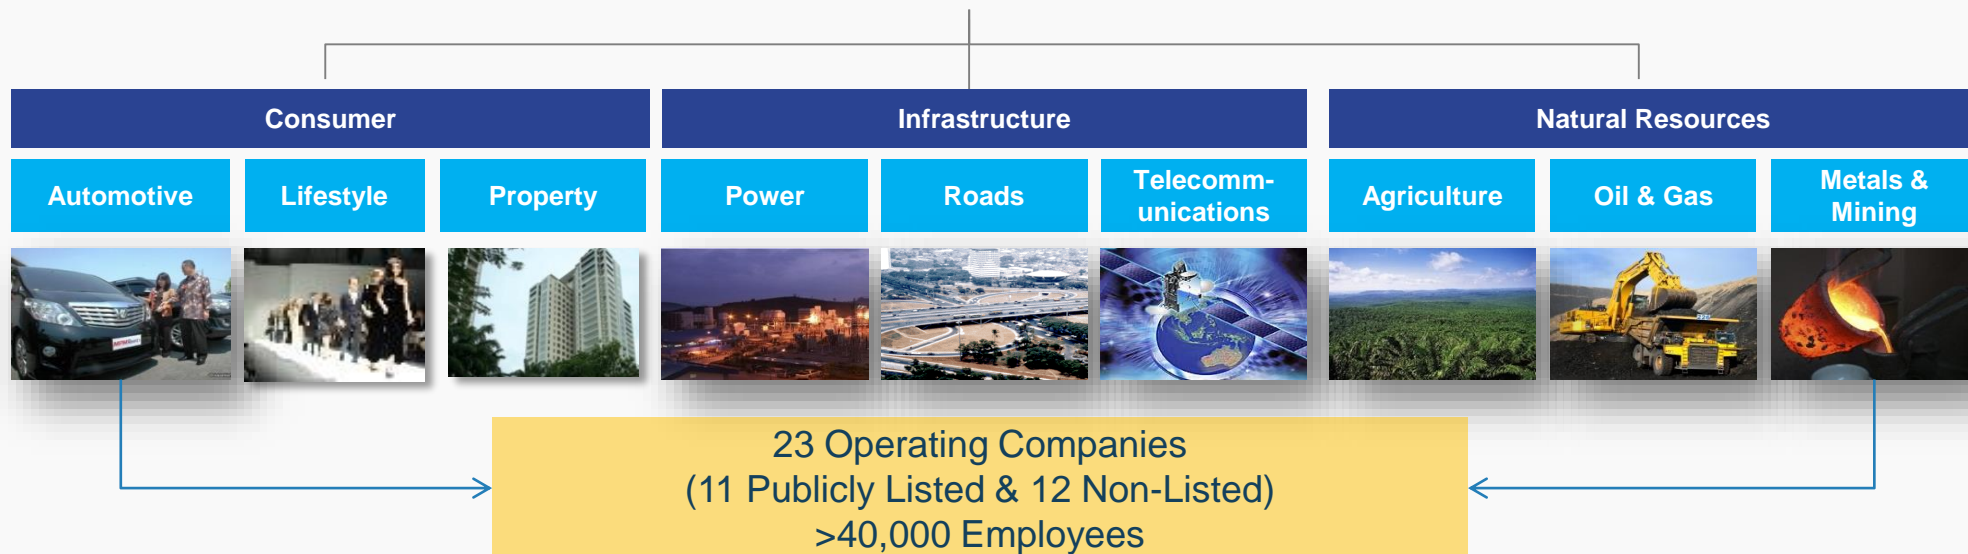 Consumer
Infrastructure
Natural Resources
Automotive
Lifestyle
Property
Power
Roads
Telecomm-
unications
Agriculture
Oil & Gas
Metals &
Mining
23 Operating Companies
(11 Publicly Listed & 12 Non-Listed)
>40,000 Employees